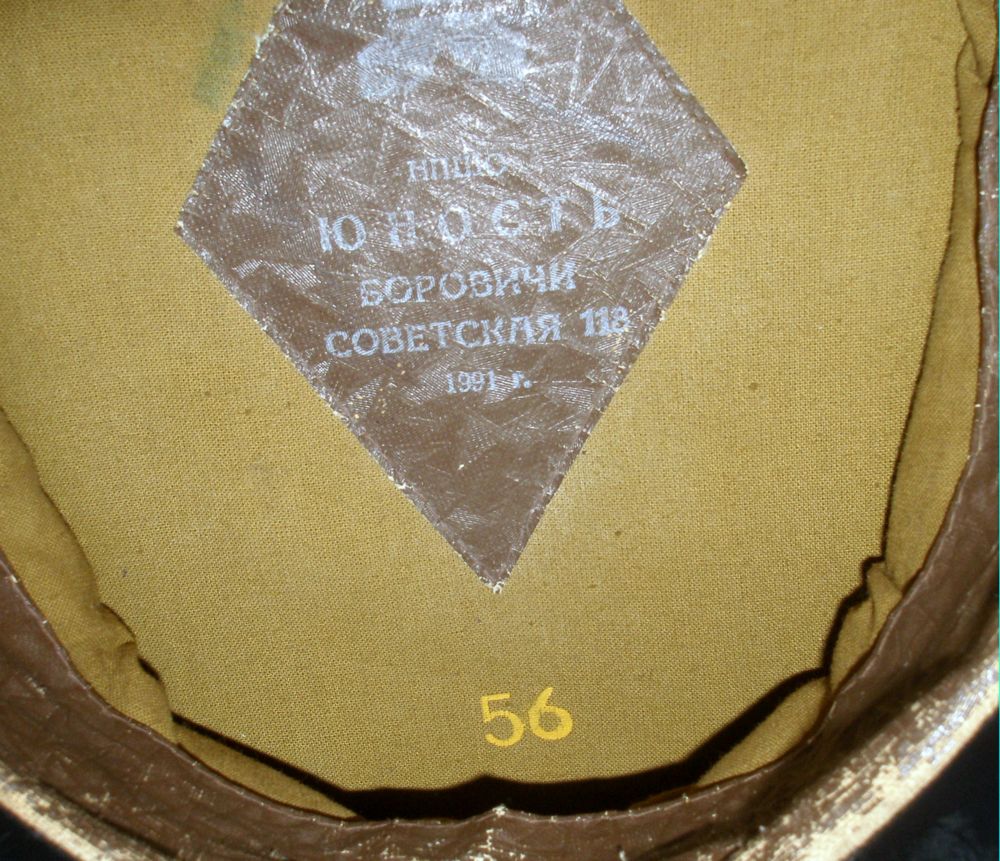 НПШО
ЮНОСТЬ
БОРОВИЧИ
СОВЕТСКАЯ 118
1991 г.
56